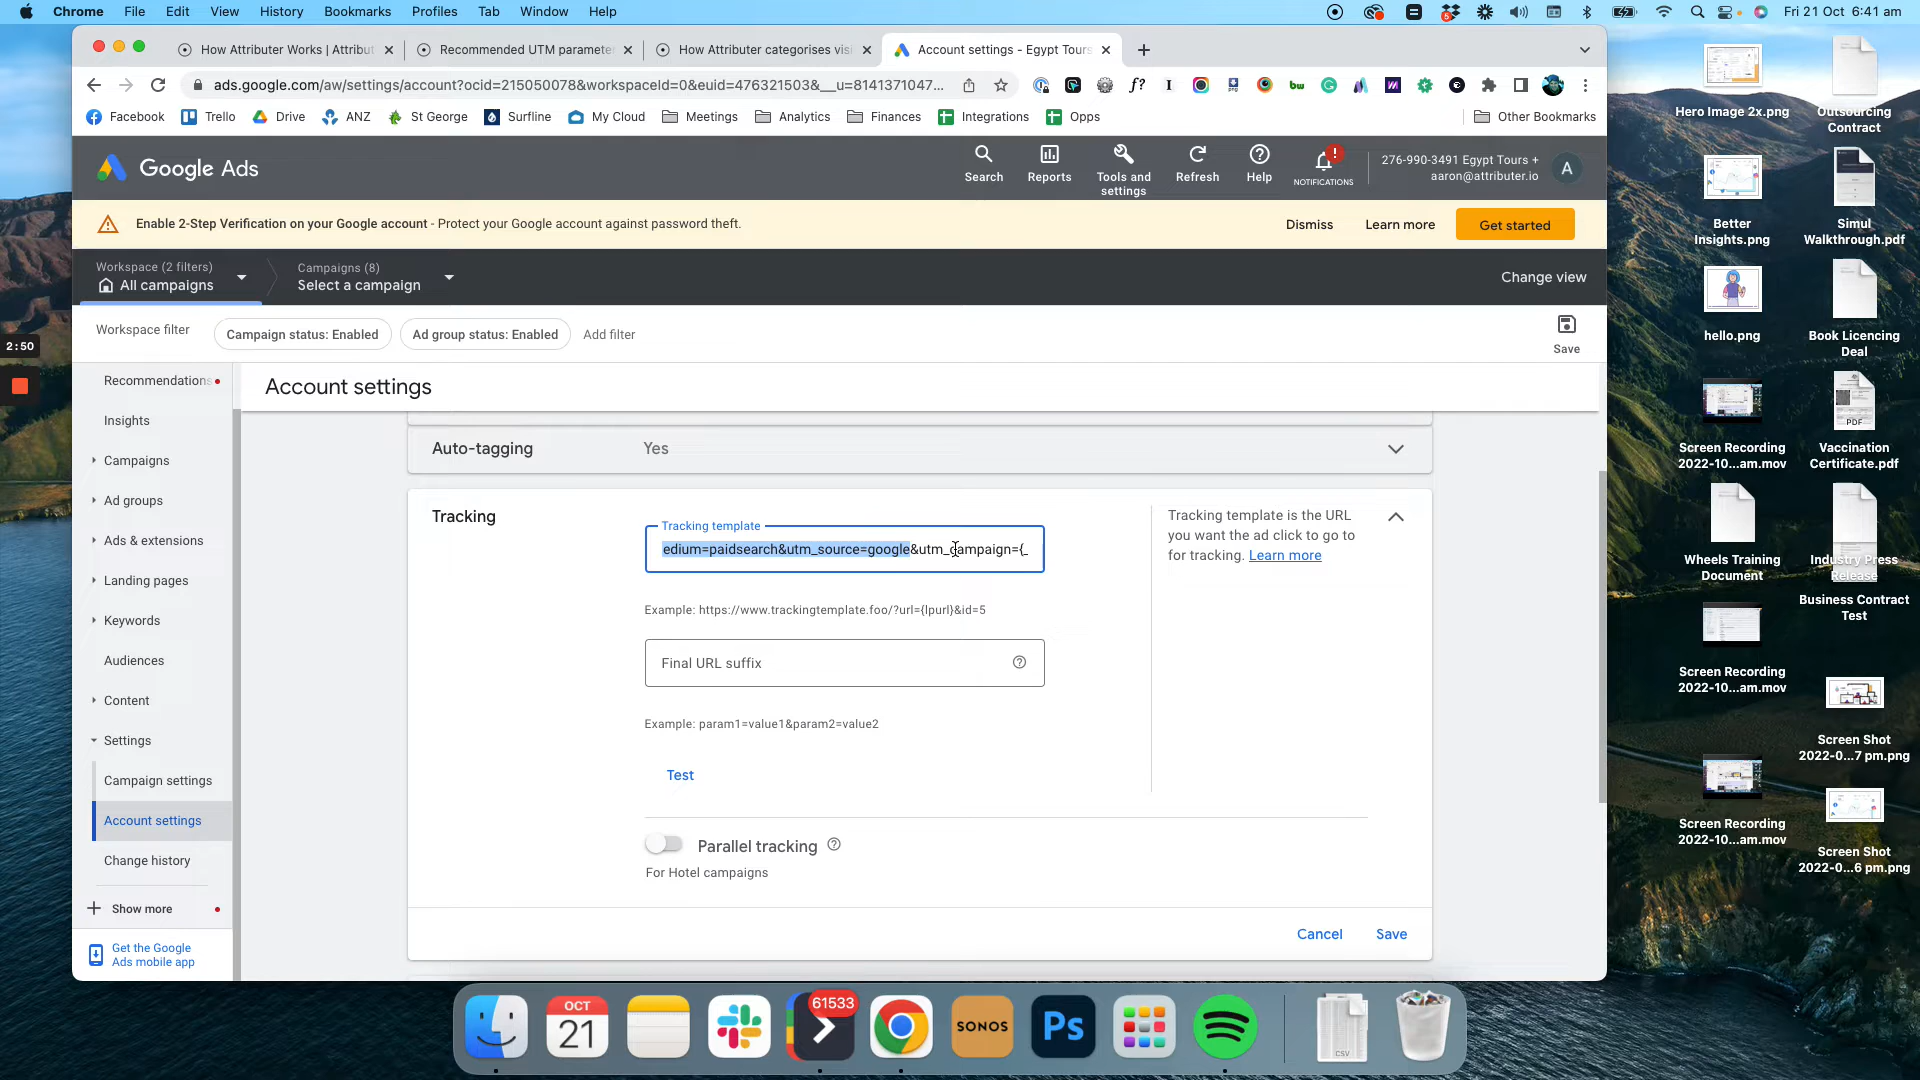 Chrome File Edit View History Bookmarks Profiles Tab Window Help
5
Fri 21 Oct 6:41 am
How Attributer Works | Attribut
Recommended UTM paramete
How Attributer categorises visi
Account settings - Egypt Tours
ads.google.com/aw/settings/account?ocid=215050078&workspaceId=0&euid=476321503&__u=8141371047...
f?
bw
Facebook Trello Drive ANZ St George Surfline My Cloud Meetings Analytics Finances Integrations Opps Other Bookmarks
Google Ads
Search
Reports
Tools and
settings
Refresh
Help
NOTIFICATIONS
276-990-3491 Egypt Tours +
aaron@attributer.io
A
Enable 2-Step Verification on your Google account - Protect your Google account against password theft.
Dismiss
Learn more
Get started
Workspace (2 filters)
All campaigns
Campaigns (8)
Select a campaign
Change view
Workspace filter
Campaign status: Enabled
Ad group status: Enabled
Add filter
Save
2:50
Recommendations
Insights
Campaigns
Ad groups
Ads & extensions
Landing pages
Keywords
Audiences
Content
Settings
Campaign settings
Account settings
Change history
Show more
Get the Google
Ads mobile app
Account settings
Auto-tagging
Yes
Tracking
Tracking template
edium=paidsearch&utm_source=google&utm_campaign={_
Example: https://www.trackingtemplate.foo/?url={lpurl}&id=5
Final URL suffix
Example: param1=value1&param2=value2
Test
Parallel tracking
For Hotel campaigns
Tracking template is the URL
you want the ad click to go to
for tracking. Learn more
Cancel
Save
Hero Image 2x.png
Outsourcing
Contract
Better
Insights.png
Simul
Walkthrough.pdf
hello.png
Book Licencing
Deal
PDF
Screen Recording
2022-10...am.mov
Vaccination
Certificate.pdf
Wheels Training
Document
Industry Press
Release
Business Contract
Test
Screen Recording
2022-10...am.mov
Screen Shot
2022-0...7 pm.png
Screen Recording
2022-10...am.mov
Screen Shot
2022-0...6 pm.png
OCT
21
61533
SONOS
Ps
CSV